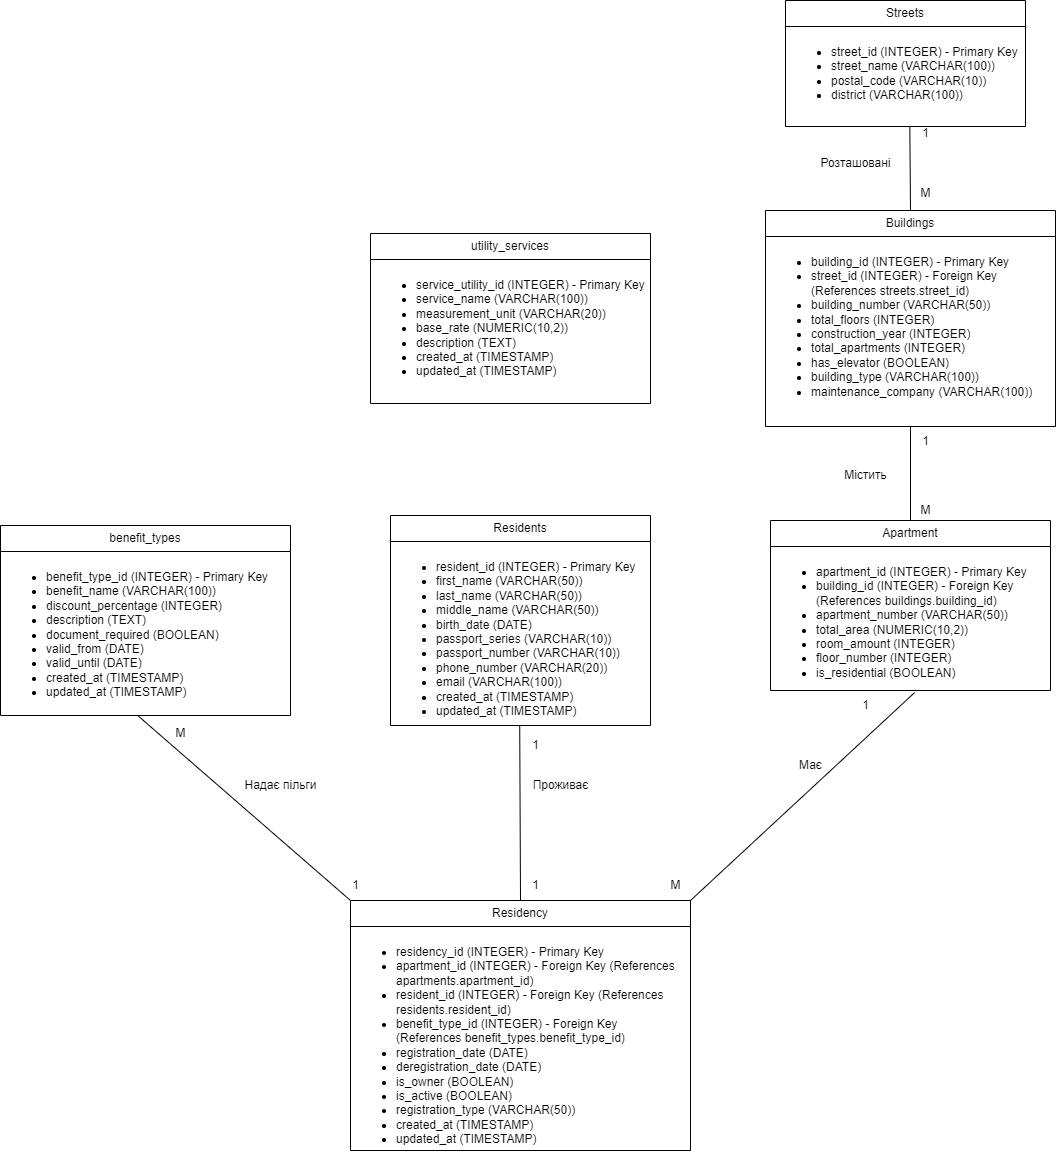 Streets
street_id (INTEGER) - Primary Key
street_name (VARCHAR(100))
postal_code (VARCHAR(10))
district (VARCHAR(100))
1
Розташовані
M
Buildings
building_id (INTEGER) - Primary Key
street_id (INTEGER) - Foreign Key
(References streets.street_id)
building_number (VARCHAR(50))
total_floors (INTEGER)
construction_year (INTEGER)
total_apartments (INTEGER)
has_elevator (BOOLEAN)
building_type (VARCHAR(100))
maintenance_company (VARCHAR(100))
utility_services
service_utility_id (INTEGER) - Primary Key
service_name (VARCHAR(100))
measurement_unit (VARCHAR(20))
base_rate (NUMERIC(10,2))
description (TEXT)
created_at (TIMESTAMP)
updated_at (TIMESTAMP)
1
Містить
M
benefit_types
benefit_type_id (INTEGER) - Primary Key
benefit_name (VARCHAR(100))
discount_percentage (INTEGER)
description (TEXT)
document_required (BOOLEAN)
valid_from (DATE)
valid_until (DATE)
created_at (TIMESTAMP)
updated_at (TIMESTAMP)
Residents
resident_id (INTEGER) - Primary Key
first_name (VARCHAR(50))
last_name (VARCHAR(50))
middle_name (VARCHAR(50))
birth_date (DATE)
passport_series (VARCHAR(10))
passport_number (VARCHAR(10))
phone_number (VARCHAR(20))
email (VARCHAR(100))
created_at (TIMESTAMP)
updated_at (TIMESTAMP)
Apartment
apartment_id (INTEGER) - Primary Key
building_id (INTEGER) - Foreign Key
(References buildings.building_id)
apartment_number (VARCHAR(50))
total_area (NUMERIC(10,2))
room_amount (INTEGER)
floor_number (INTEGER)
is_residential (BOOLEAN)
M
Надає пільги
1
1
Проживає
1
1
Має
M
Residency
residency_id (INTEGER) - Primary Key
apartment_id (INTEGER) - Foreign Key (References
apartments.apartment_id)
resident_id (INTEGER) - Foreign Key (References
residents.resident_id)
benefit_type_id (INTEGER) - Foreign Key
(References benefit_types.benefit_type_id)
registration_date (DATE)
deregistration_date (DATE)
is_owner (BOOLEAN)
is_active (BOOLEAN)
registration_type (VARCHAR(50))
created_at (TIMESTAMP)
updated_at (TIMESTAMP)